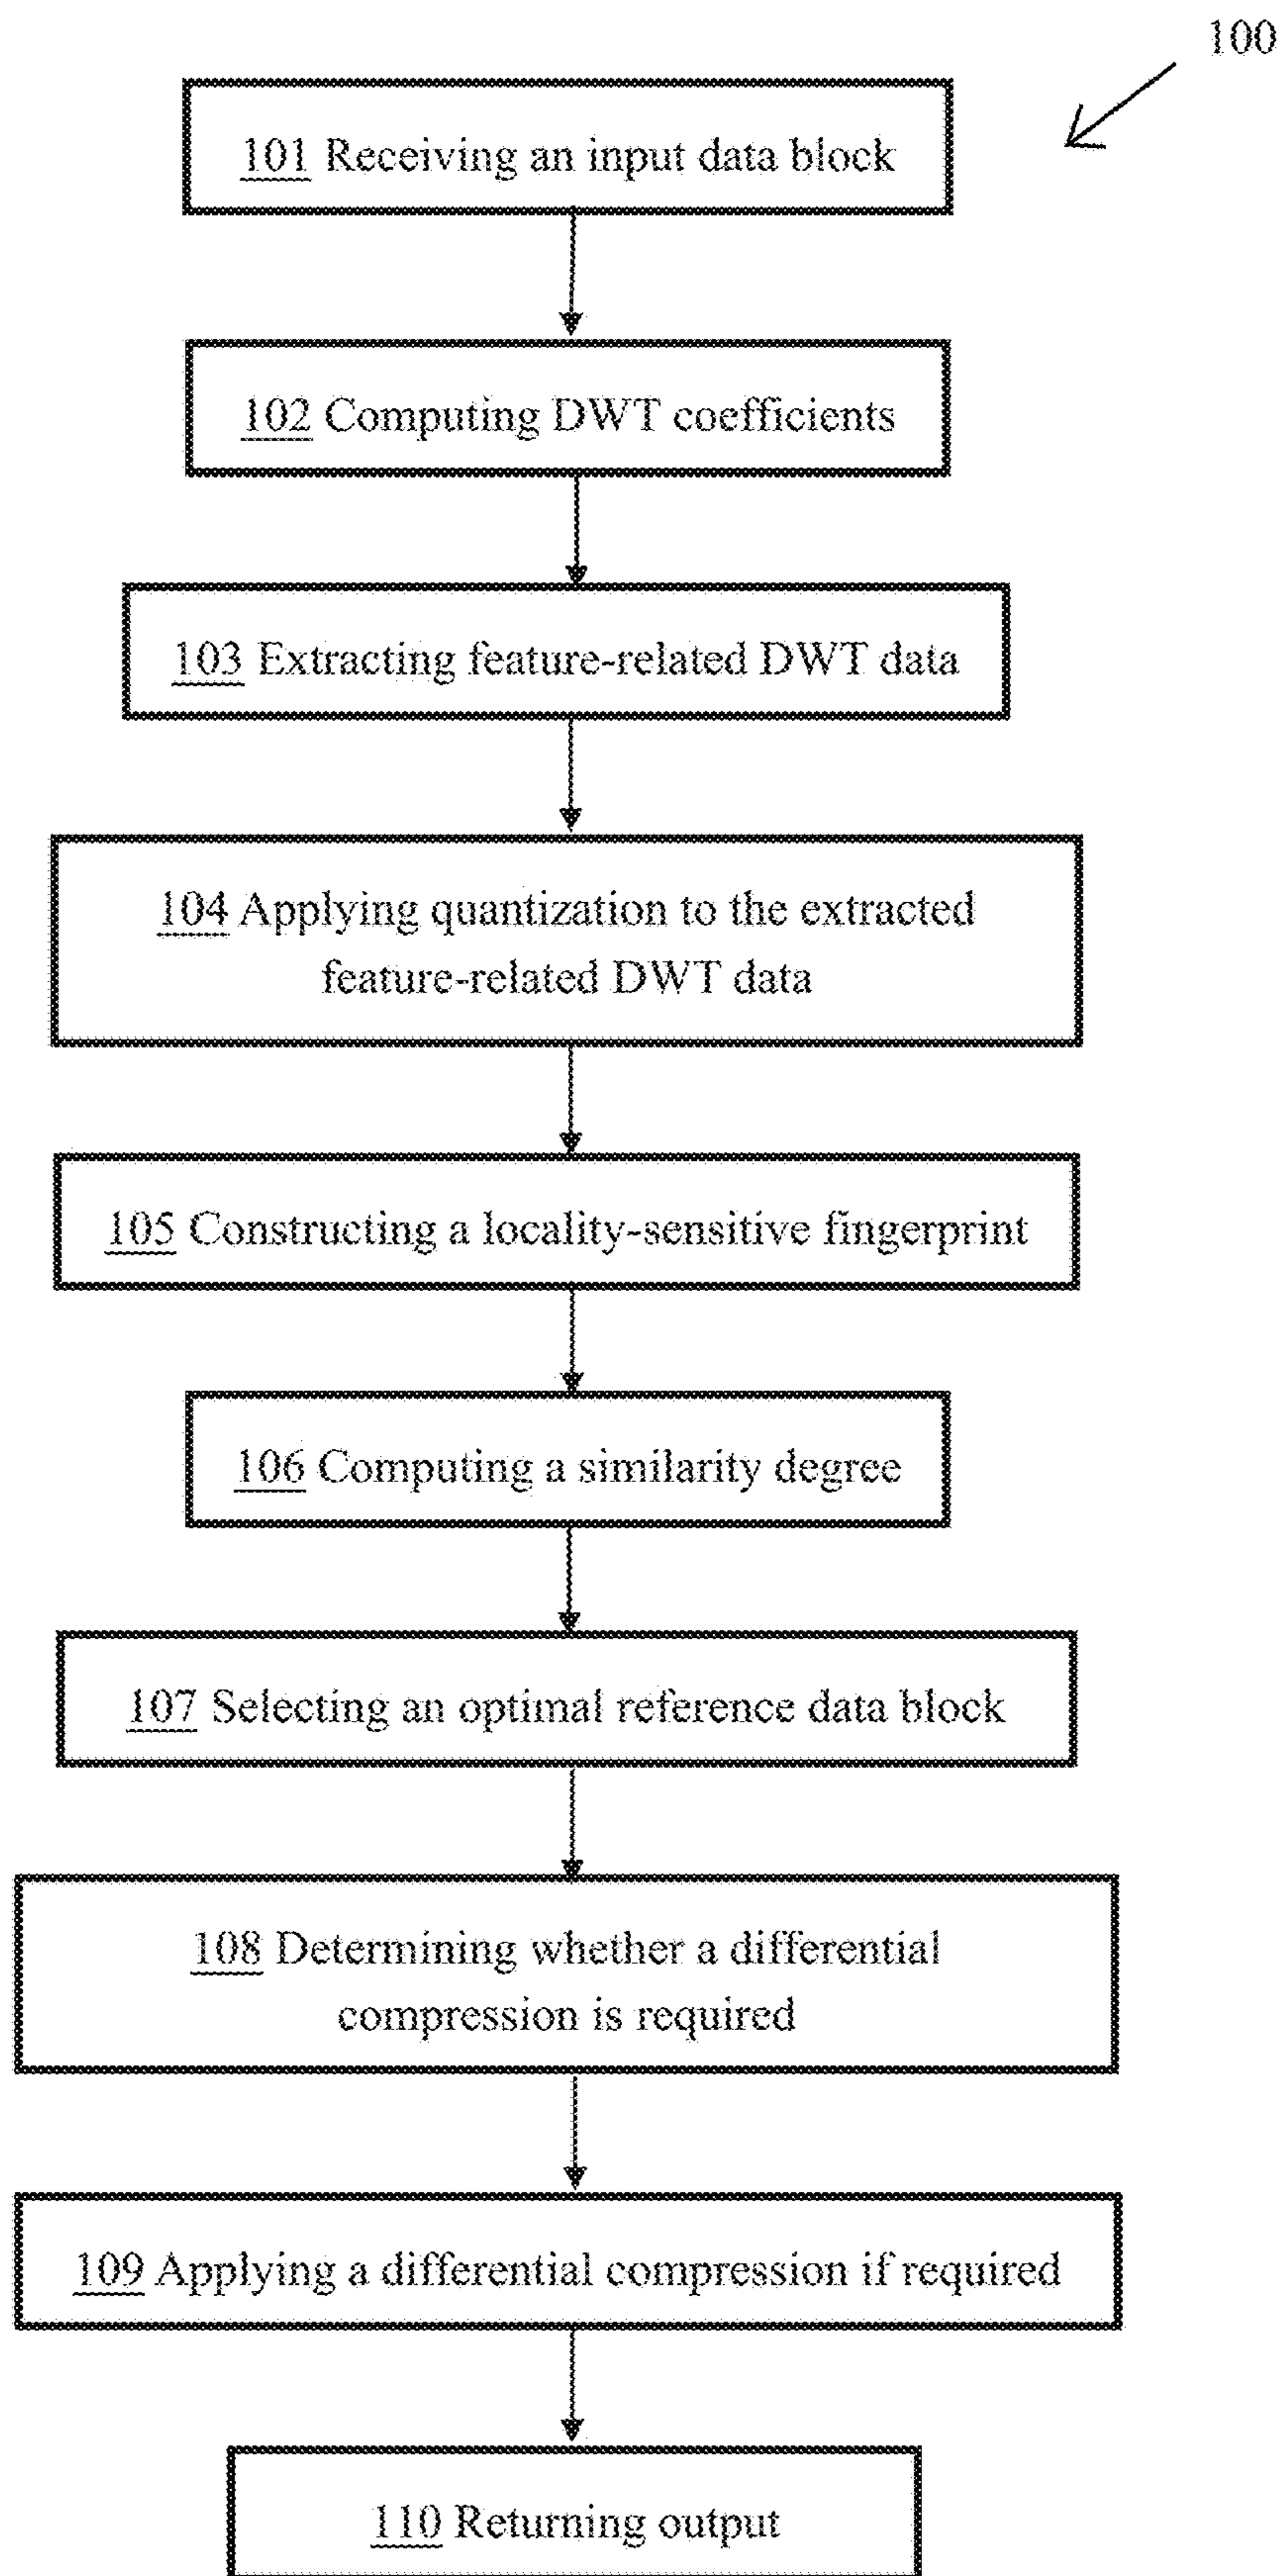 100
101 Receiving an input data block
102 Computing DWT coefficients
103 Extracting feature-related DWT data
104 Applying quantization to the extracted
feature-related DWT data
105 Constructing a locality-sensitive fingerprint
106 Computing a similarity degree
107 Selecting an optimal reference data block
108 Determining whether a differential
compression is required
109 Applying a differential compression if required
110 Returning output